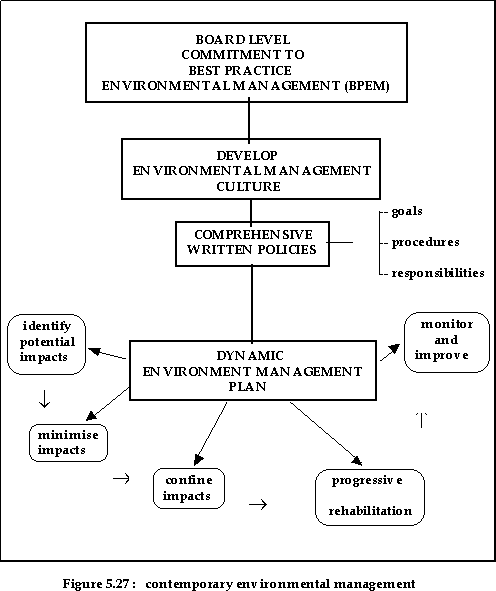 BOARD LEVEL
COMMITMENT TO
BEST PRACTICE
ENVIRONMENTAL MANAGEMENT (BPEM)
DEVELOP
ENVIRONMENTAL MANAGEMENT
CULTURE
COMPREHENSIVE
WRITTEN POLICIES
goals
procedures
responsibilities
identify
potential
impacts
monitor
and
improve
DYNAMIC
ENVIRONMENT MANAGEMENT
PLAN
minimise
impacts
confine
impacts
progressive
rehabilitation
Figure 5.27 : contemporary environmental management